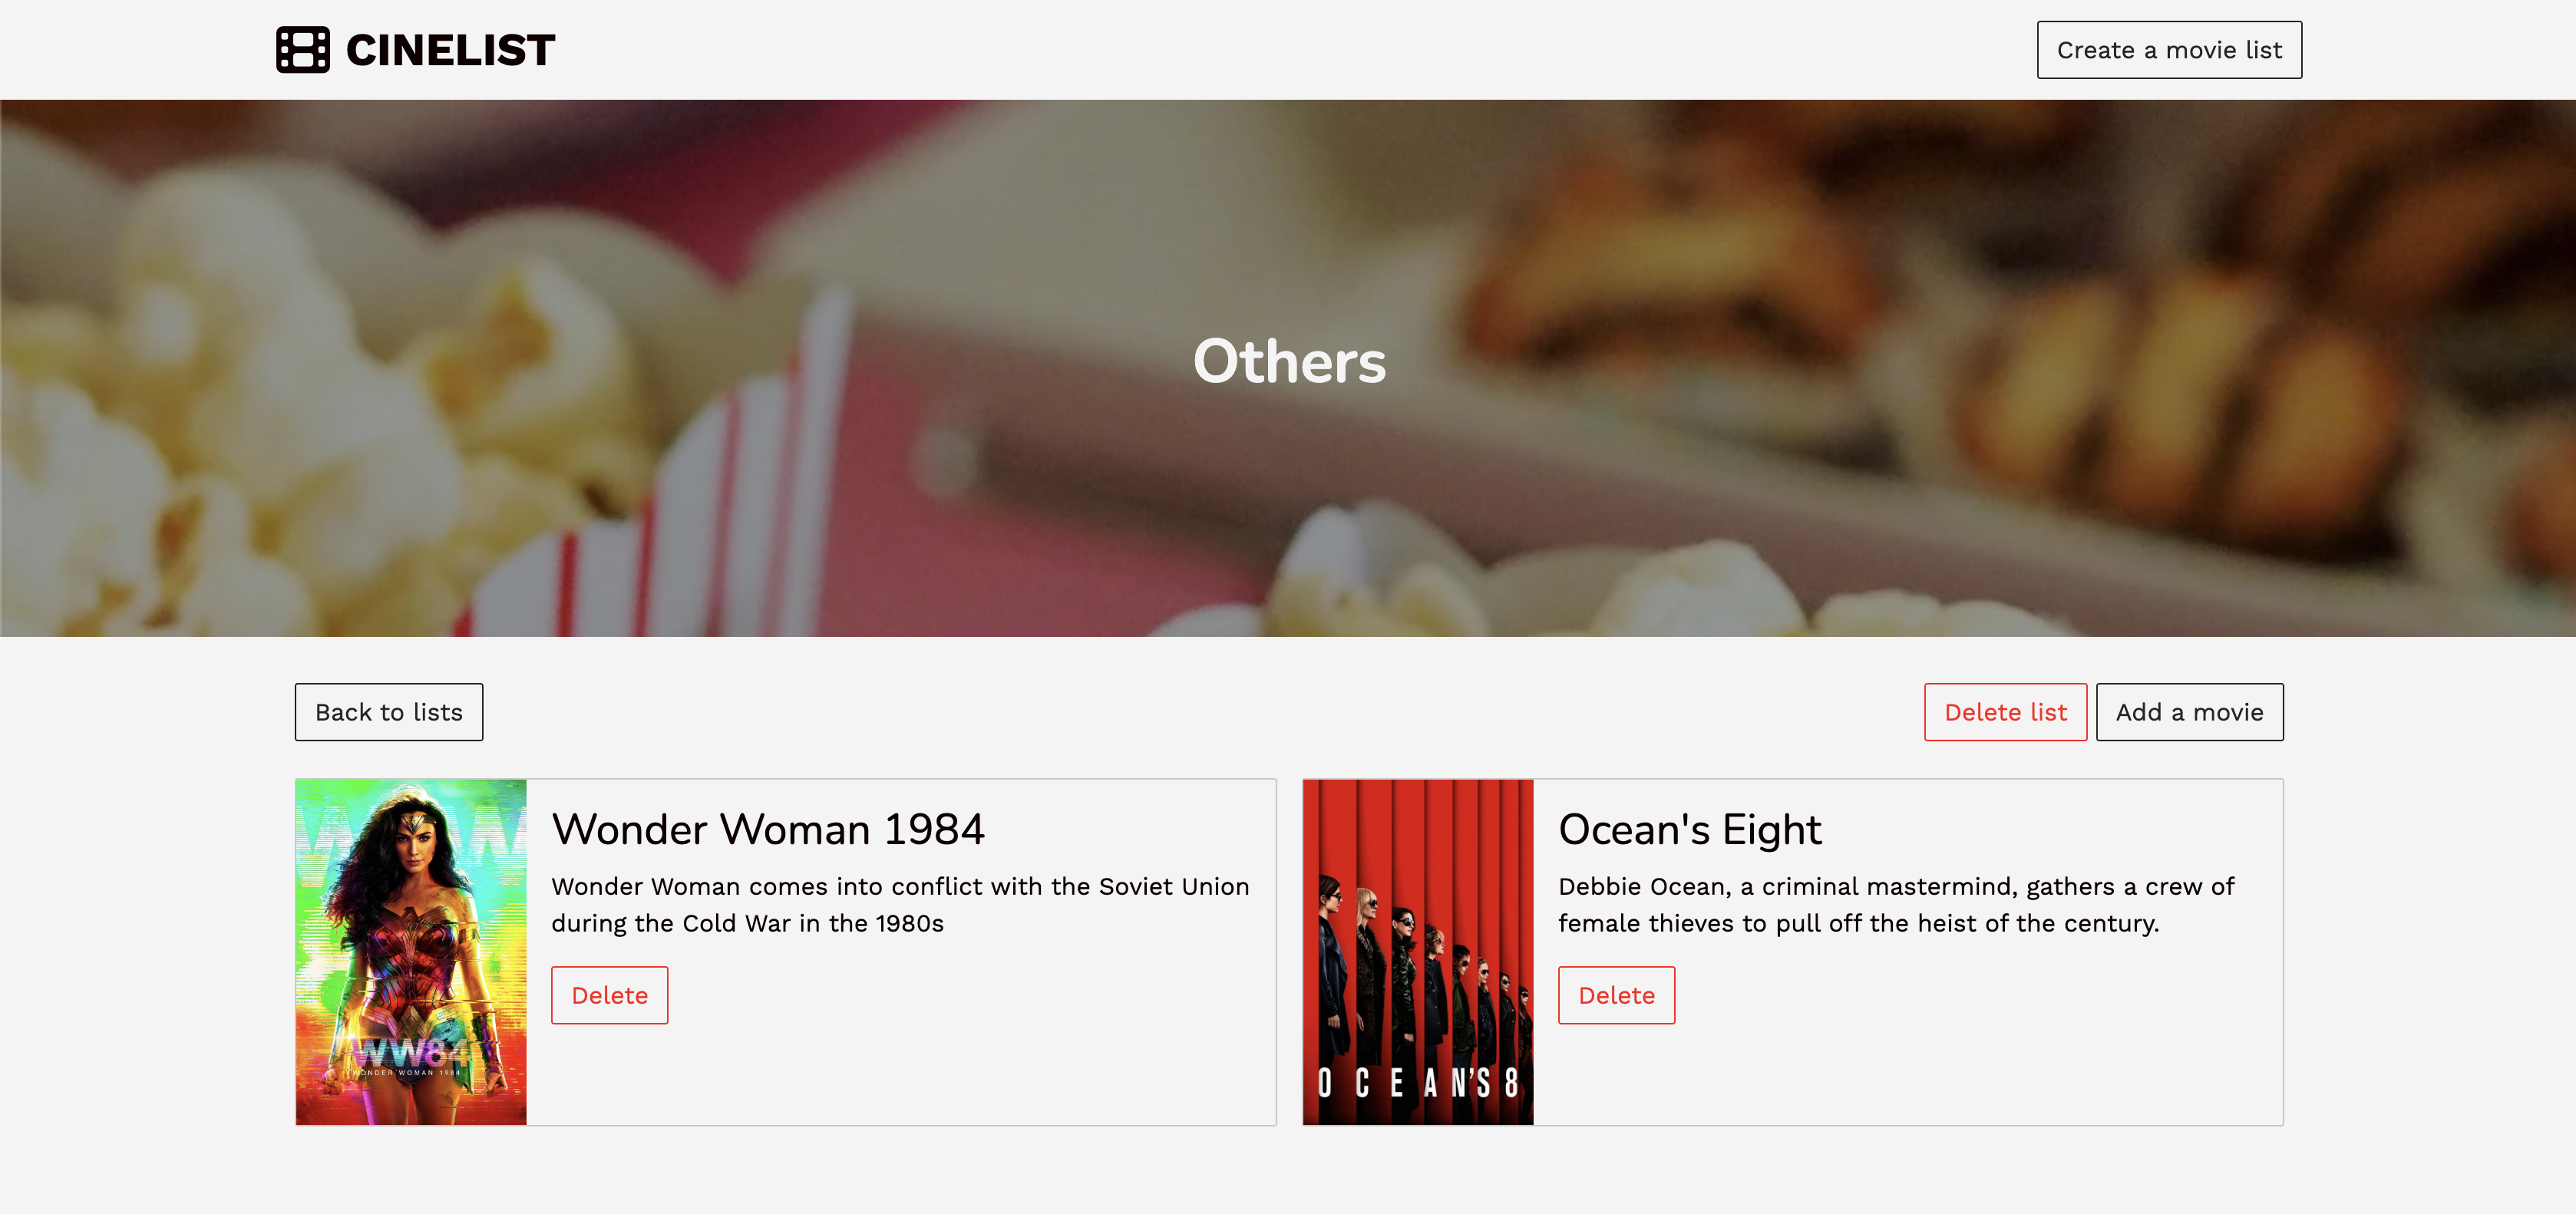 CINELIST
Create a movie list
Others
Back to lists
Delete list
Add a movie
WW84
WONDER WOMAN 1984
Wonder Woman 1984
Wonder Woman comes into conflict with the Soviet Union
during the Cold War in the 1980s
Delete
OCEAN'S 8
Ocean's Eight
Debbie Ocean, a criminal mastermind, gathers a crew of
female thieves to pull off the heist of the century.
Delete